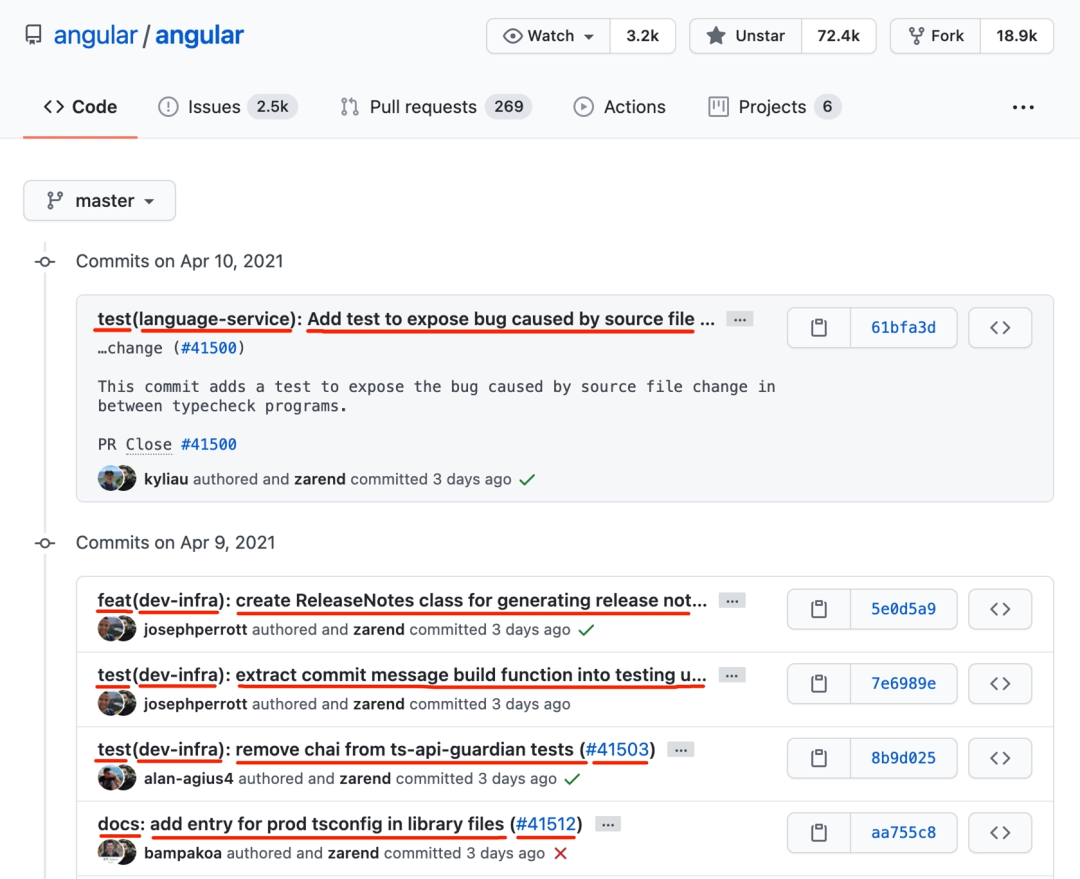 angular / angular
Watch 3.2k Unstar 72.4k Fork 18.9k
Code Issues 2.5k Pull requests 269 Actions Projects 6 ...
master
Commits on Apr 10, 2021
test(language-service): Add test to expose bug caused by source file ... ...
61bfa3d
…change (#41500)
This commit adds a test to expose the bug caused by source file change in
between typecheck programs.
PR Close #41500
kyliau authored and zarend committed 3 days ago
Commits on Apr 9, 2021
feat(dev-infra): create ReleaseNotes class for generating release not... ...
5e0d5a9
josephperrott authored and zarend committed 3 days ago
test(dev-infra): extract commit message build function into testing u... ...
7e6989e
josephperrott authored and zarend committed 3 days ago
test(dev-infra): remove chai from ts-api-guardian tests (#41503) ...
8b9d025
alan-agius4 authored and zarend committed 3 days ago
docs: add entry for prod tsconfig in library files (#41512) ...
aa755c8
bampakoa authored and zarend committed 3 days ago